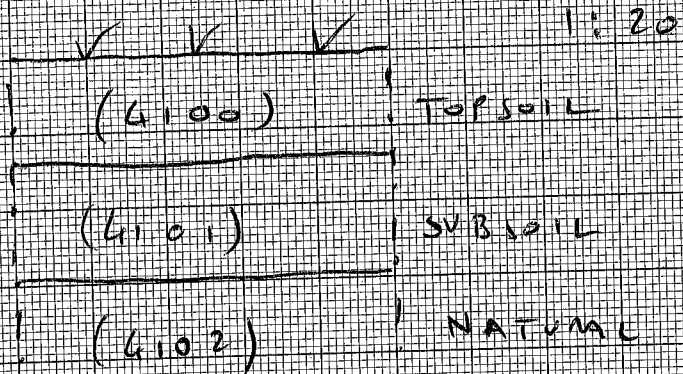 1:20
(4100) TOPSOIL
(4101) SUBSOIL
(4102) NATURAL